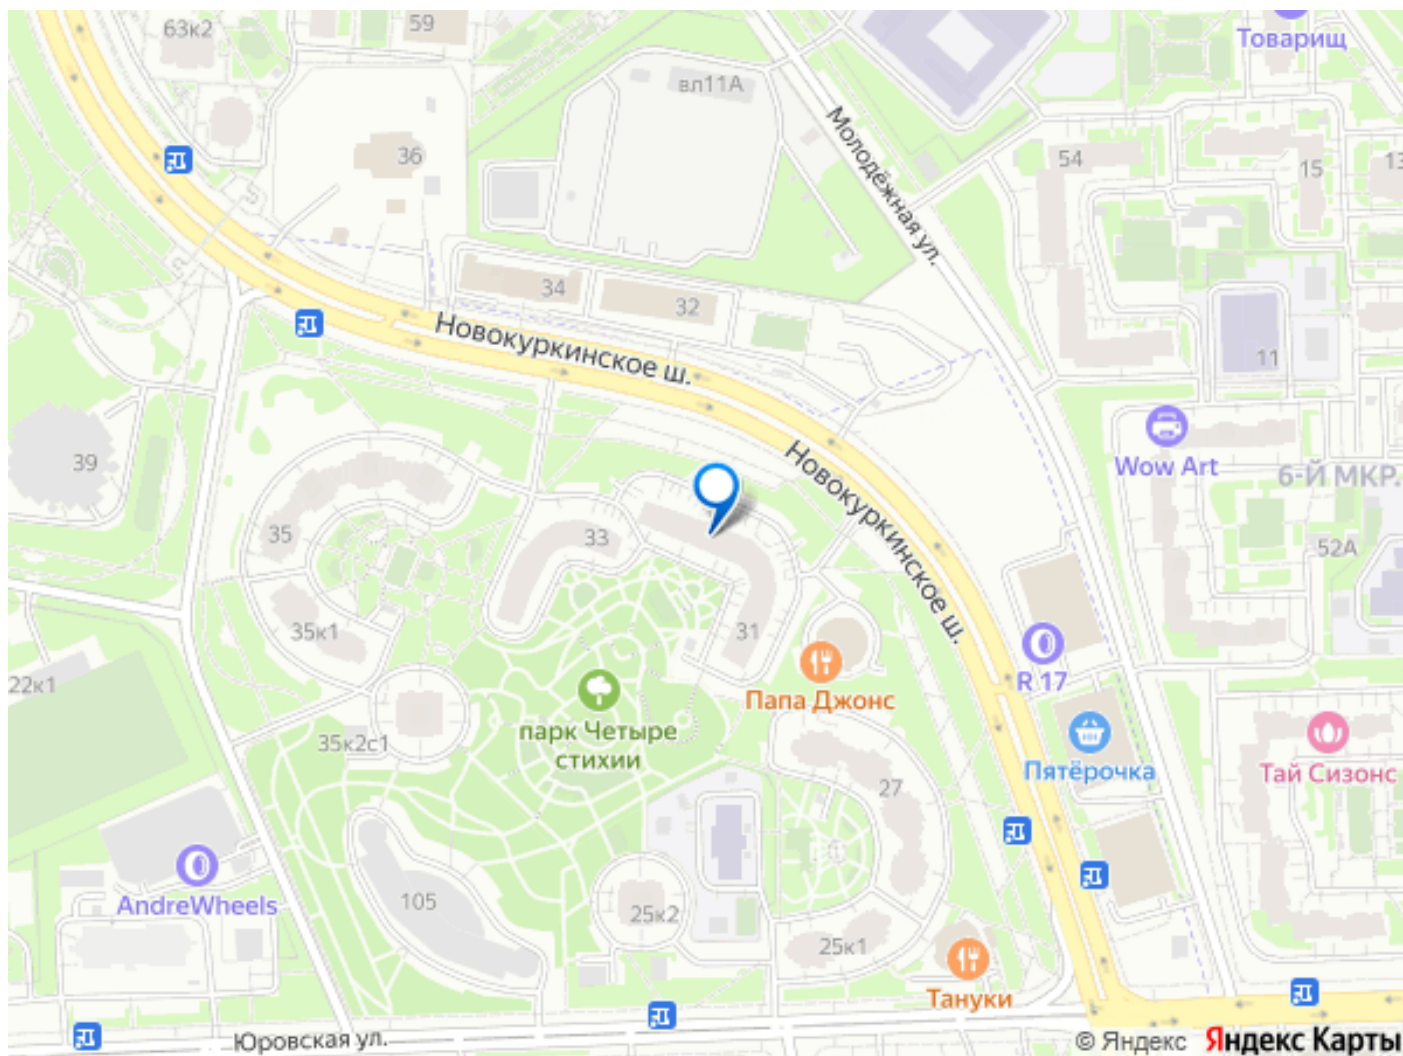 63к2
59
Товарищ
вл11А
Молодёжная ул.
36
54
15
13
34
32
Новокуркинское ш.
11
Wow Art
6-Й МКР.
39
Новокуркинское ш.
35
33
52А
35к1
31
R 17
22к1
Папа Джонс
парк Четыре
стихии
35к2с1
Пятёрочка
Тай Сизонс
27
AndreWheels
105
25к2
25к1
Тануки
Юровская ул.
© Яндекс Яндекс Карты